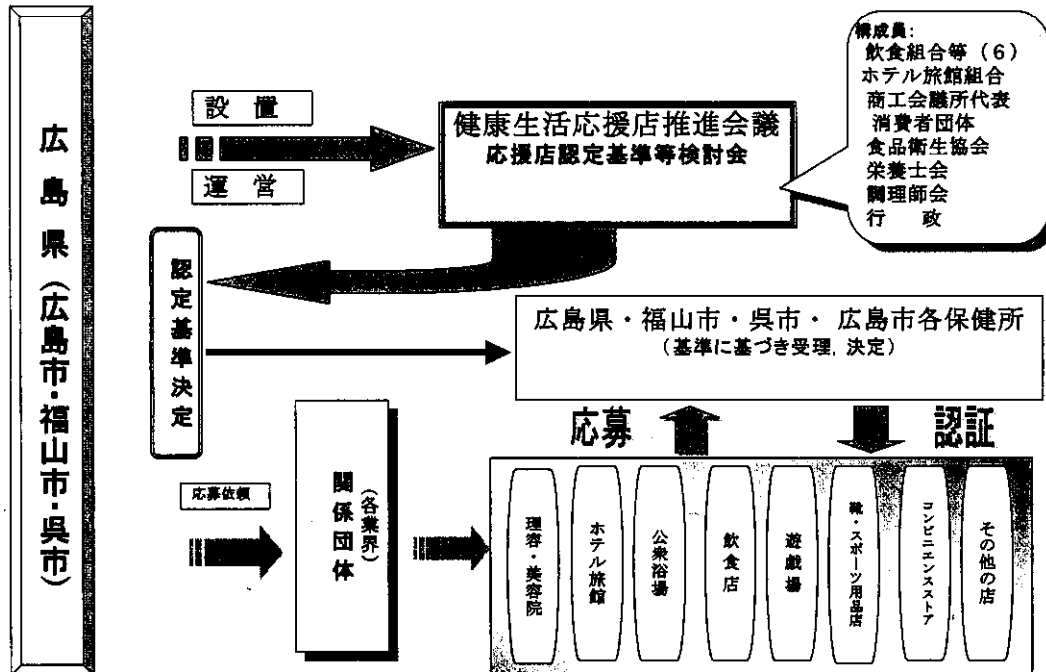 広島県（広島市・福山市・呉市）
設置
運営
健康生活応援店推進会議
応援店認定基準等検討会
構成員:
飲食組合等（6）
ホテル旅館組合
商工会議所代表
消費者団体
食品衛生協会
栄養士会
調理師会
行　政
認定基準決定
広島県・福山市・呉市・広島市各保健所
（基準に基づき受理, 決定）
応募
認証
応募依頼
関係団体
（各業界）
理容・美容院
ホテル旅館
公衆浴場
飲食店
遊戯場
靴・スポーツ用品店
コンビニエンスストア
その他の店